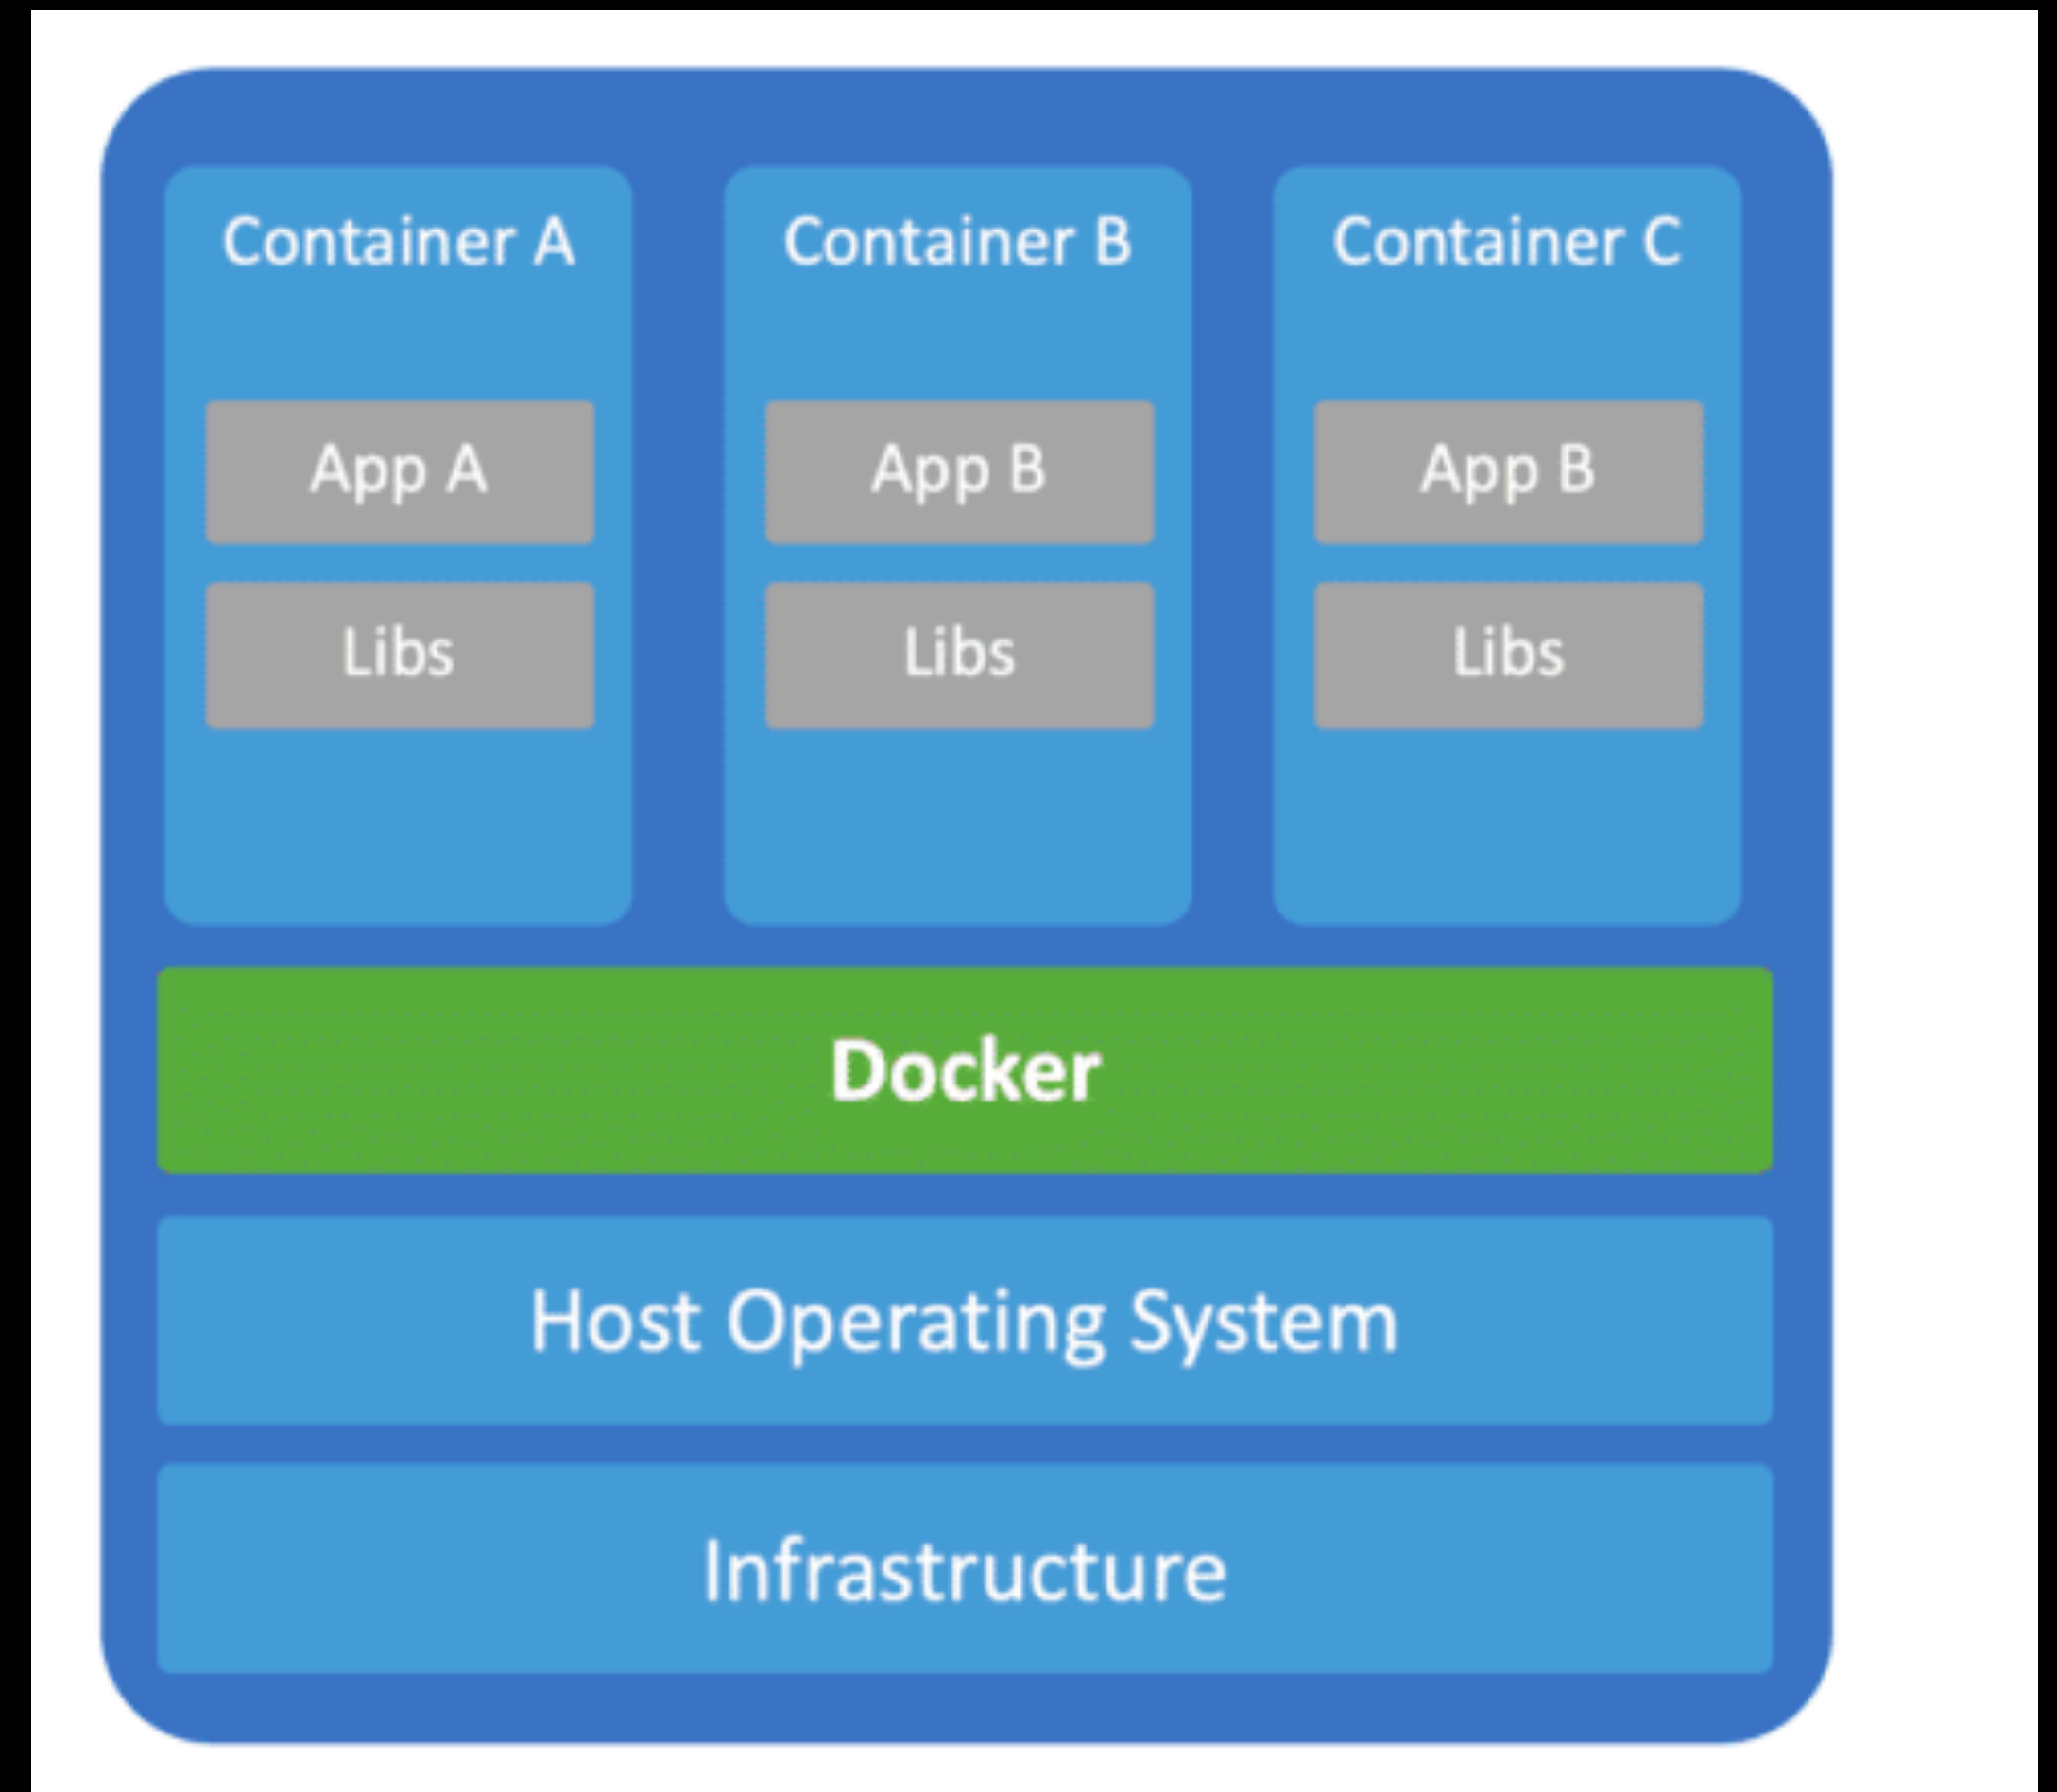 Container A
Container B
Container C
App A
App B
App B
Libs
Libs
Libs
Docker
Host Operating System
Infrastructure